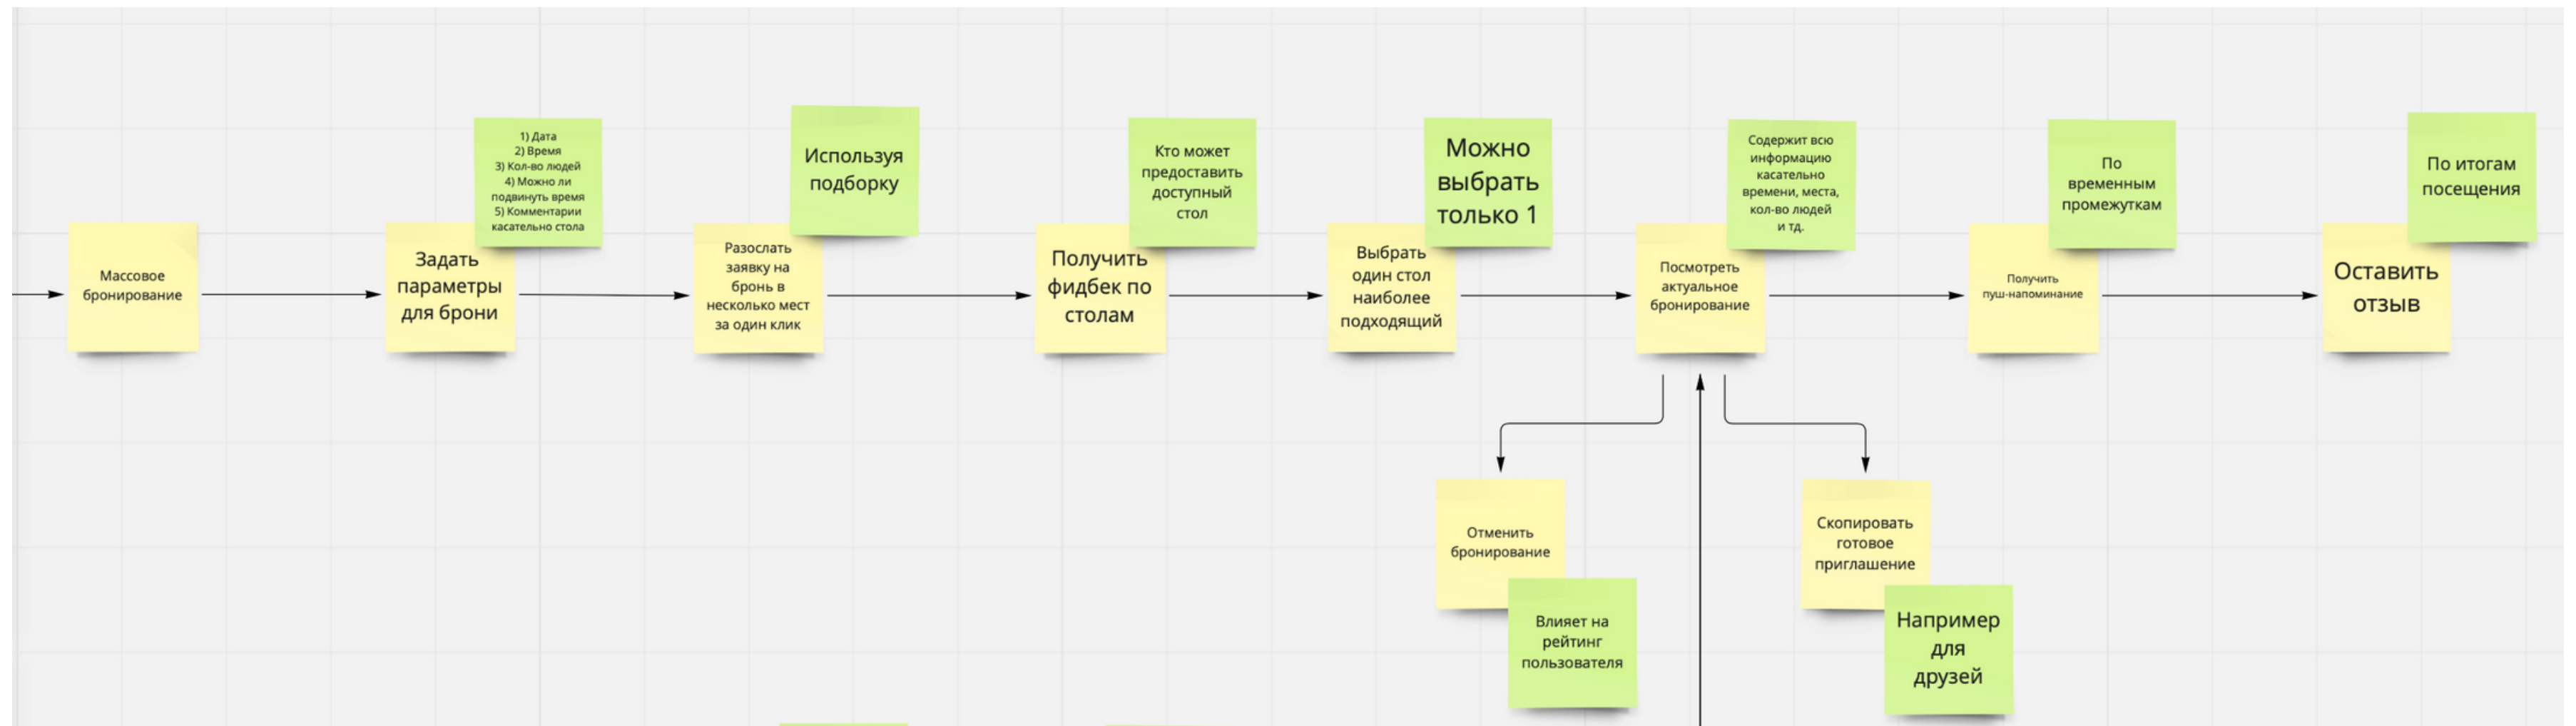 Массовое
бронирование
Задать
параметры
для брони
1) Дата
2) Время
3) Кол-во людей
4) Можно ли
подвинуть время
5) Комментарии
касательно стола
Разослать
заявку на
бронь в
несколько мест
за один клик
Используя
подборку
Получить
фидбек по
столам
Кто может
предоставить
доступный
стол
Выбрать
один стол
наиболее
подходящий
Можно
выбрать
только 1
Посмотреть
актуальное
бронирование
Содержит всю
информацию
касательно
времени, места,
кол-во людей
и тд.
Получить
пуш-напоминание
По
временным
промежуткам
Оставить
отзыв
По итогам
посещения
Отменить
бронирование
Влияет на
рейтинг
пользователя
Скопировать
готовое
приглашение
Например
для
друзей